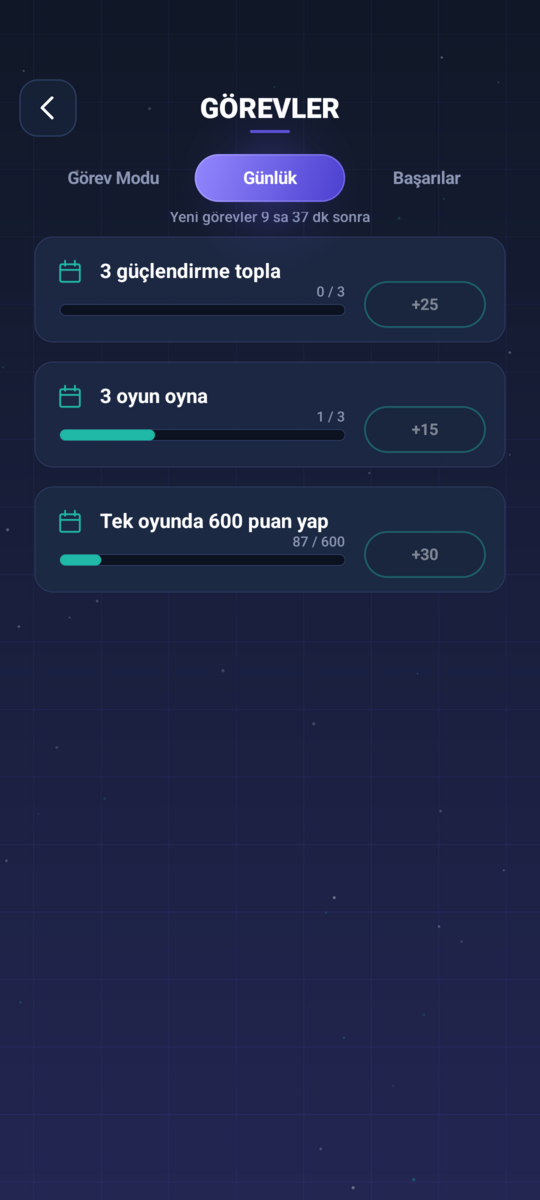 GÖREVLER
Görev Modu
Günlük
Başarılar
Yeni görevler 9 sa 37 dk sonra
3 güçlendirme topla
0 / 3
+25
3 oyun oyna
1 / 3
+15
Tek oyunda 600 puan yap
87 / 600
+30